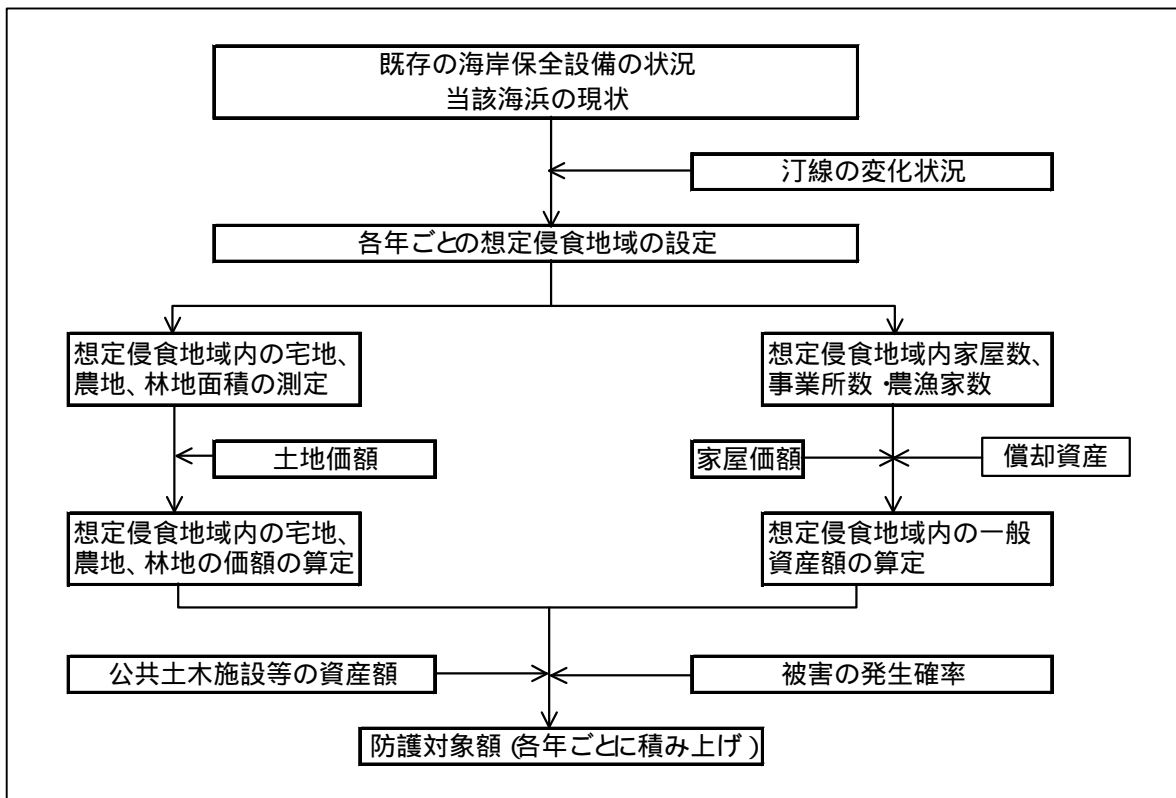 既存の海岸保全設備の状況
当該海浜の現状
汀線の変化状況
各年ごとの想定侵食地域の設定
想定侵食地域内の宅地、
農地、林地面積の測定
想定侵食地域内家屋数、
事業所数・農漁家数
土地価額
家屋価額
償却資産
想定侵食地域内の宅地、
農地、林地の価額の算定
想定侵食地域内の一般
資産額の算定
公共土木施設等の資産額
被害の発生確率
防護対象額(各年ごとに積み上げ)